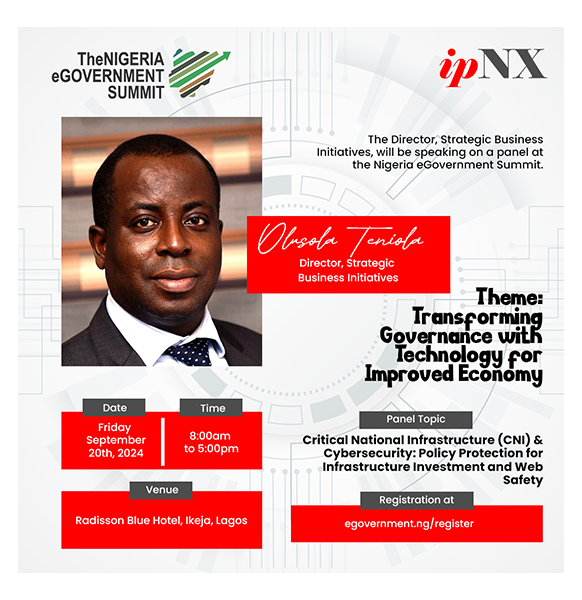 TheNIGERIA
eGOVERNMENT
SUMMIT
ipNX
The Director, Strategic Business
Initiatives, will be speaking on a panel at
the Nigeria eGovernment Summit.
Olusola Teniola
Director, Strategic
Business Initiatives
Theme:
Transforming
Governance with
Technology for
Improved Economy
Date
Time
Friday
September
20th, 2024
8:00am
to 5:00pm
Panel Topic
Critical National Infrastructure (CNI) &
Cybersecurity: Policy Protection for
Infrastructure Investment and Web
Safety
Venue
Radisson Blue Hotel, Ikeja, Lagos
Registration at
egovernment.ng/register